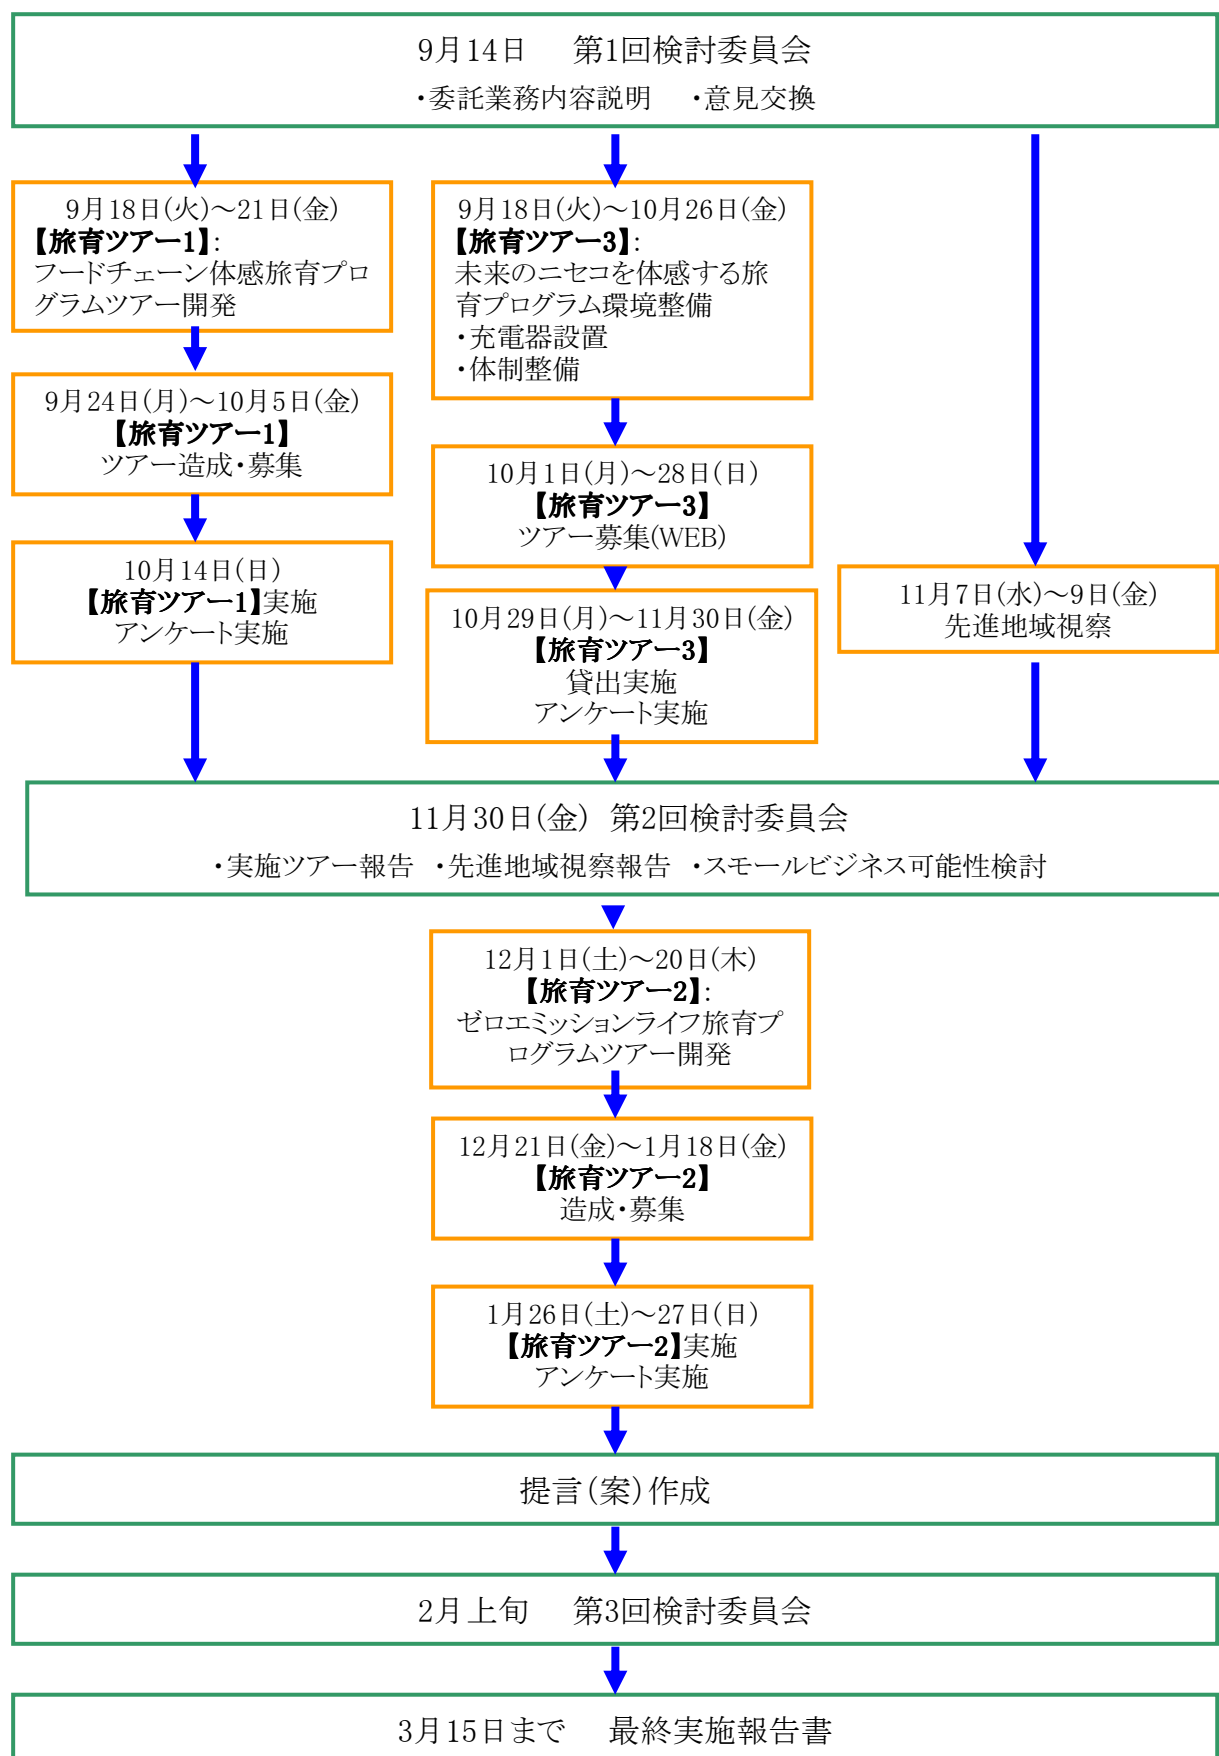 9月14日　第1回検討委員会
・委託業務内容説明　・意見交換
9月18日(火)～21日(金)
【旅育ツアー1】:
フードチェーン体感旅育プロ
グラムツアー開発
9月24日(月)～10月5日(金)
【旅育ツアー1】
ツアー造成・募集
10月14日(日)
【旅育ツアー1】実施
アンケート実施
9月18日(火)～10月26日(金)
【旅育ツアー3】:
未来のニセコを体感する旅
育プログラム環境整備
・充電器設置
・体制整備
10月1日(月)～28日(日)
【旅育ツアー3】
ツアー募集(WEB)
10月29日(月)～11月30日(金)
【旅育ツアー3】
貸出実施
アンケート実施
11月7日(水)～9日(金)
先進地域視察
11月30日(金) 第2回検討委員会
・実施ツアー報告　・先進地域視察報告　・スモールビジネス可能性検討
12月1日(土)～20日(木)
【旅育ツアー2】:
ゼロエミッションライフ旅育プ
ログラムツアー開発
12月21日(金)～1月18日(金)
【旅育ツアー2】
造成・募集
1月26日(土)～27日(日)
【旅育ツアー2】実施
アンケート実施
提言(案)作成
2月上旬　第3回検討委員会
3月15日まで　最終実施報告書